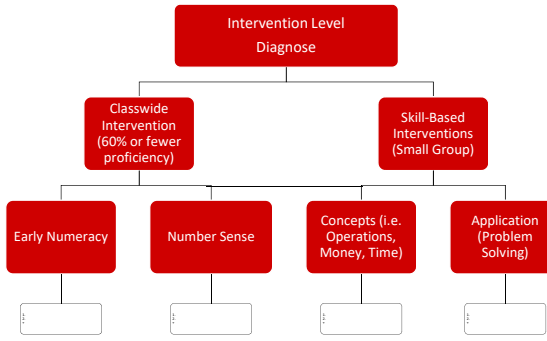 Intervention Level
Diagnose
Classwide
Intervention
(60% or fewer
proficiency)
Skill-Based
Interventions
(Small Group)
Early Numeracy
Number Sense
Concepts (i.e.
Operations,
Money, Time)
Application
(Problem
Solving)